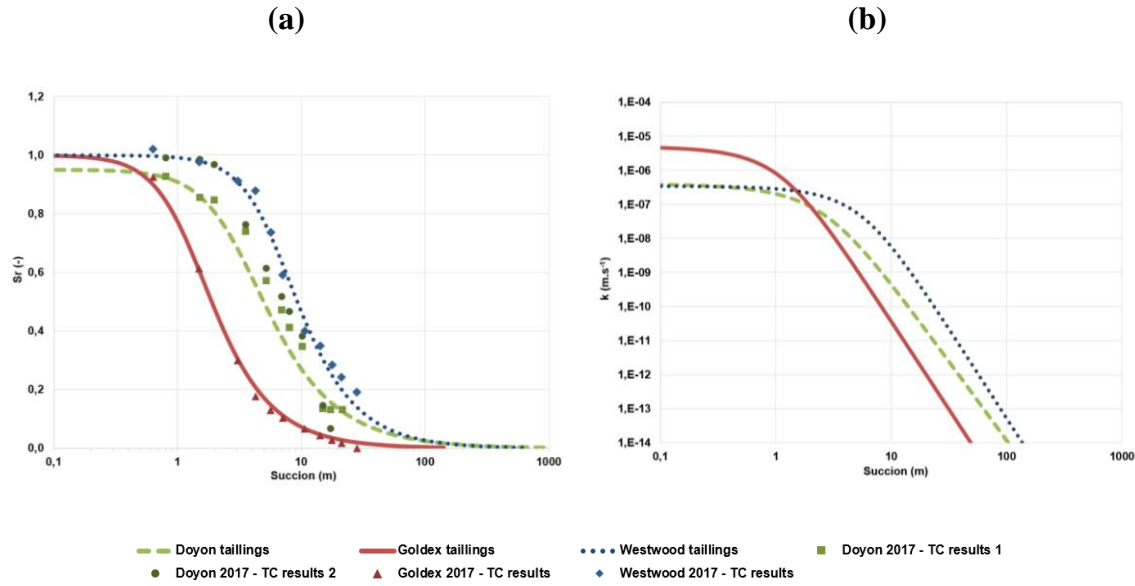 (a)
(b)
Sr (-)
1,2
1,0
0,8
0,6
0,4
0,2
0,0
0,1 1 10 100 1000
Succion (m)
k (m.s⁻¹)
1,E-04
1,E-05
1,E-06
1,E-07
1,E-08
1,E-09
1,E-10
1,E-11
1,E-12
1,E-13
1,E-14
0,1 1 10 100 1000
Succion (m)
Doyon taillings Goldex taillings Westwood taillings Doyon 2017 - TC results 1
Doyon 2017 - TC results 2 Goldex 2017 - TC results Westwood 2017 - TC results